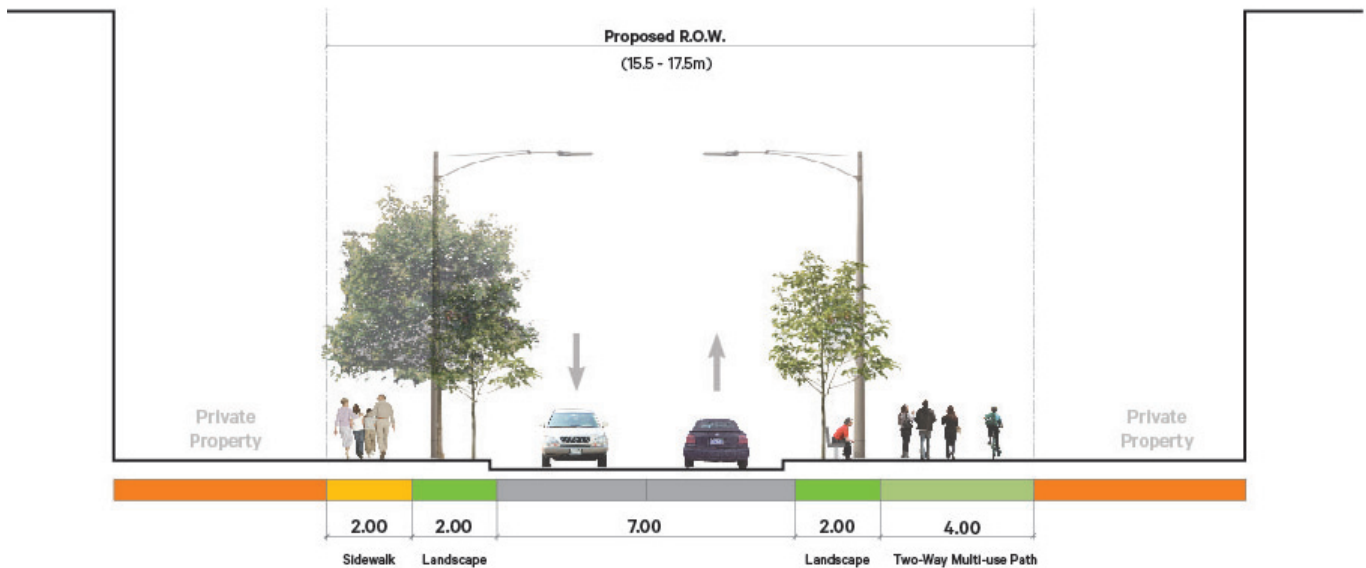 Proposed R.O.W.
(15.5 - 17.5m)
Private
Property
Private
Property
2.00
2.00
7.00
2.00
4.00
Sidewalk
Landscape
Landscape
Two-Way Multi-use Path